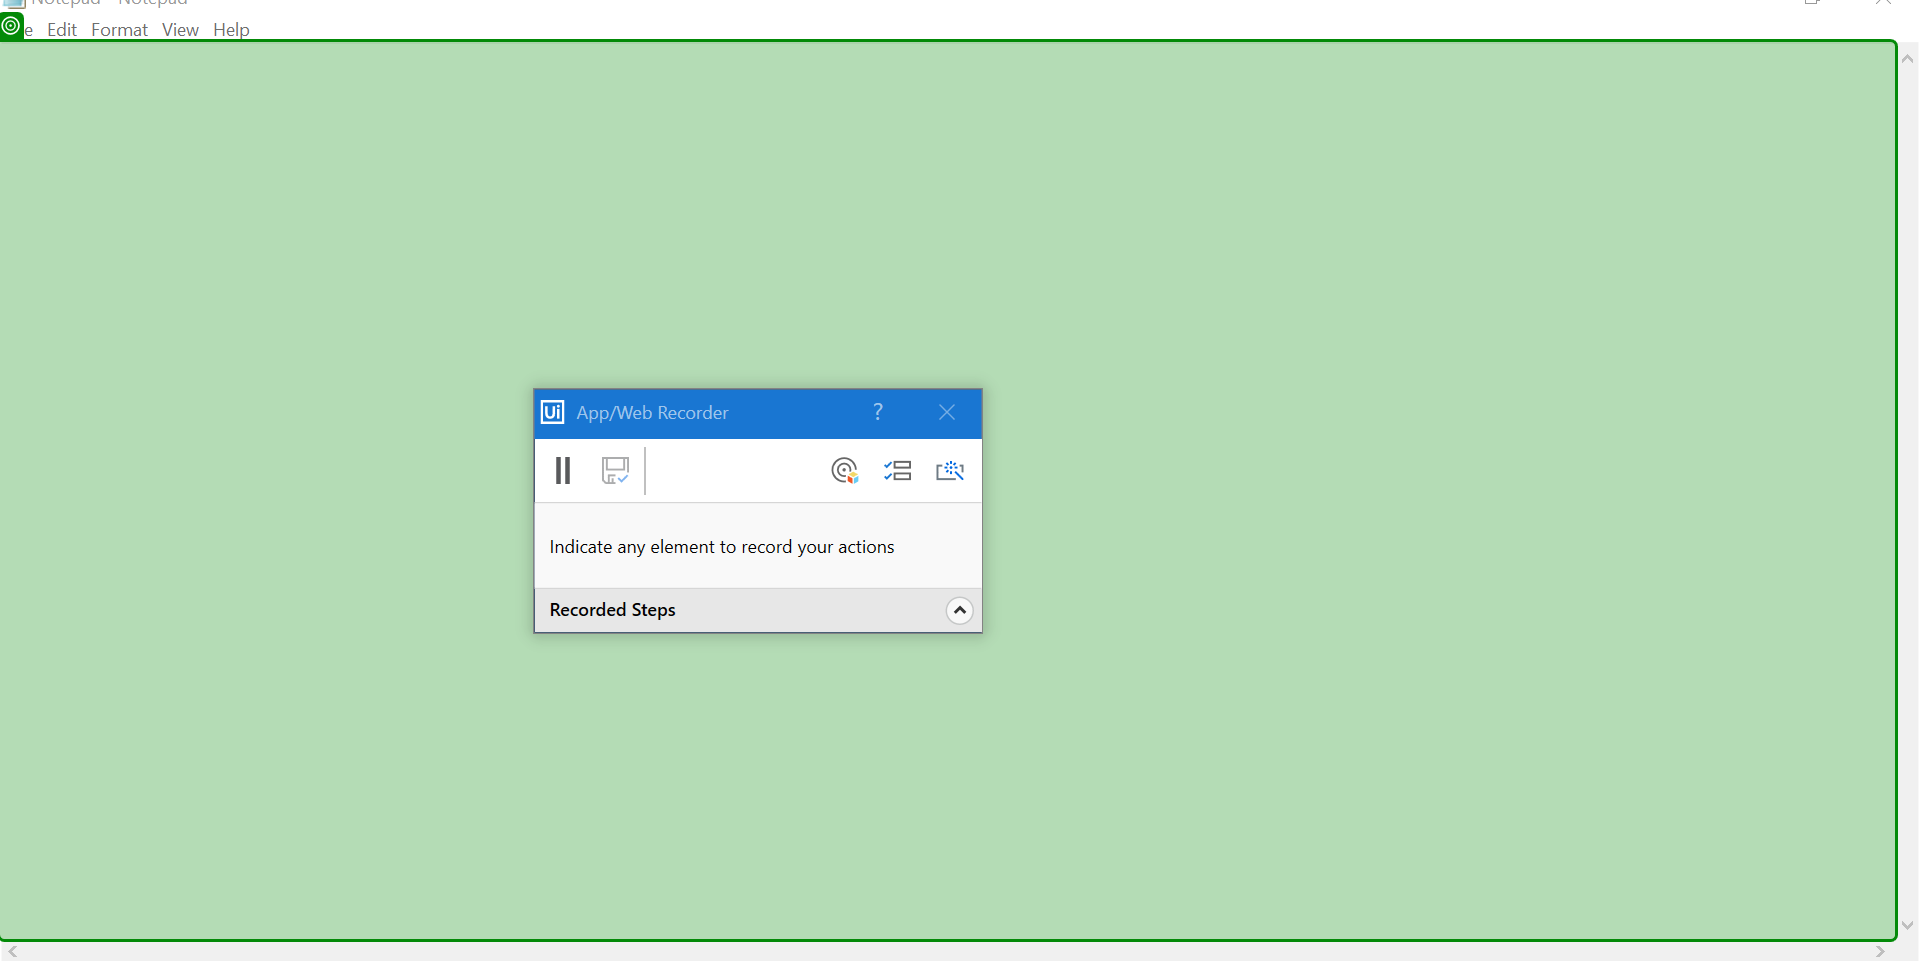 Notepad - Notepad
e Edit Format View Help
Ui App/Web Recorder ?
Indicate any element to record your actions
Recorded Steps